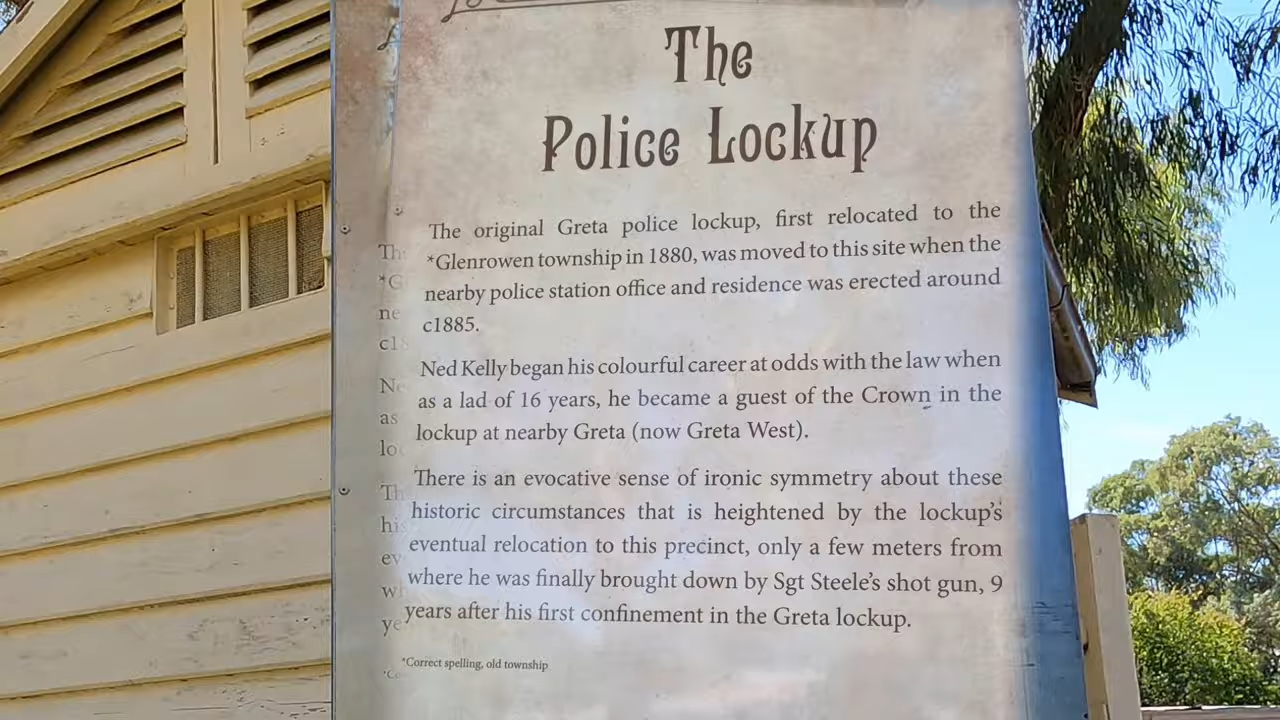 The
Police Lockup
The original Greta police lockup, first relocated to the
*Glenrowen township in 1880, was moved to this site when the
nearby police station office and residence was erected around
c1885.
Ned Kelly began his colourful career at odds with the law when
as a lad of 16 years, he became a guest of the Crown in the
lockup at nearby Greta (now Greta West).
There is an evocative sense of ironic symmetry about these
historic circumstances that is heightened by the lockup's
eventual relocation to this precinct, only a few meters from
where he was finally brought down by Sgt Steele's shot gun, 9
years after his first confinement in the Greta lockup.
*Correct spelling, old township